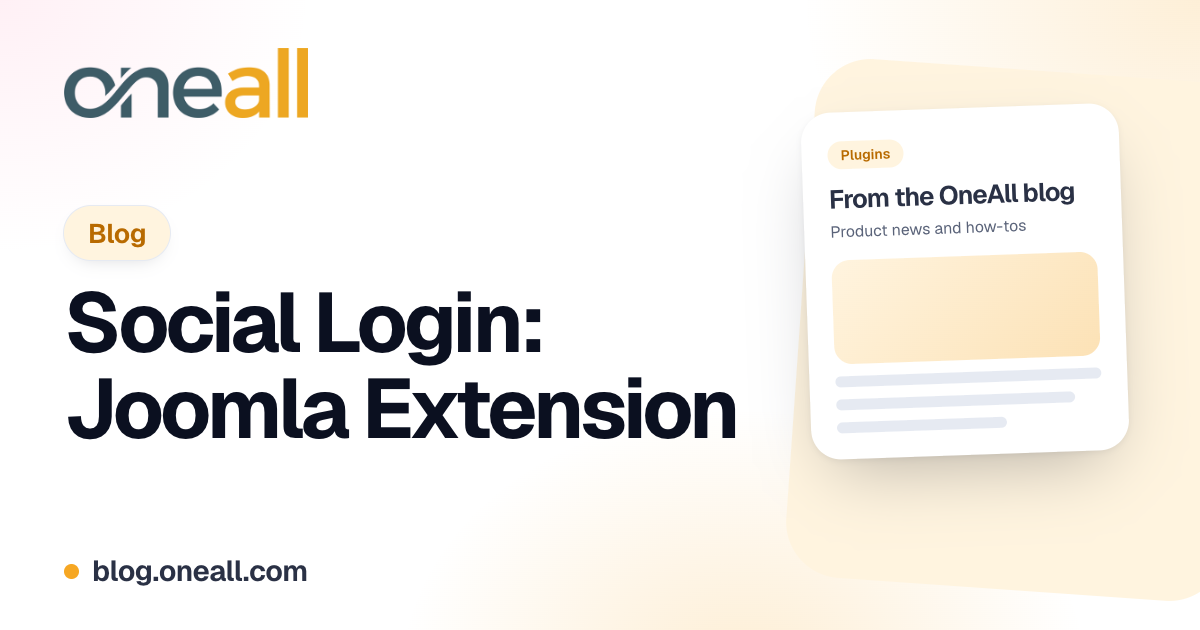 oneall
Blog
Social Login:
Joomla Extension
blog.oneall.com
Plugins
From the OneAll blog
Product news and how-tos